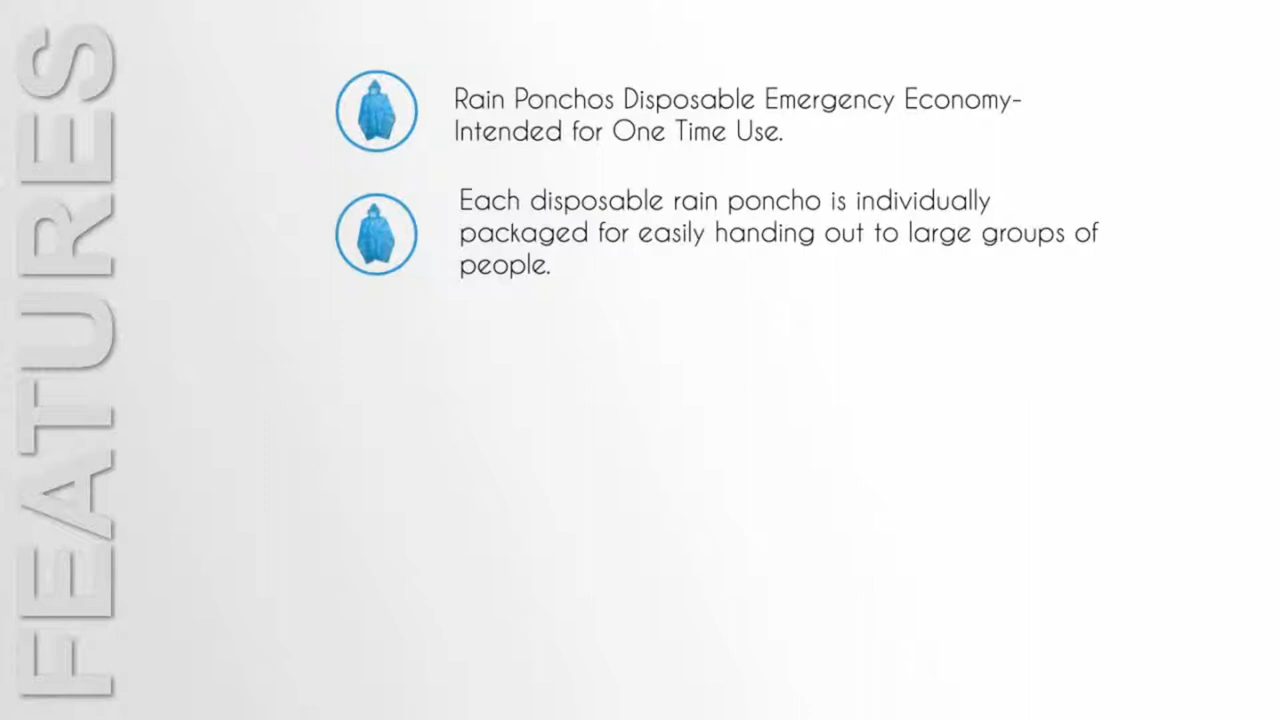 FEATURES
Rain Ponchos Disposable Emergency Economy-
Intended for One Time Use.
Each disposable rain poncho is individually
packaged for easily handing out to large groups of
people.